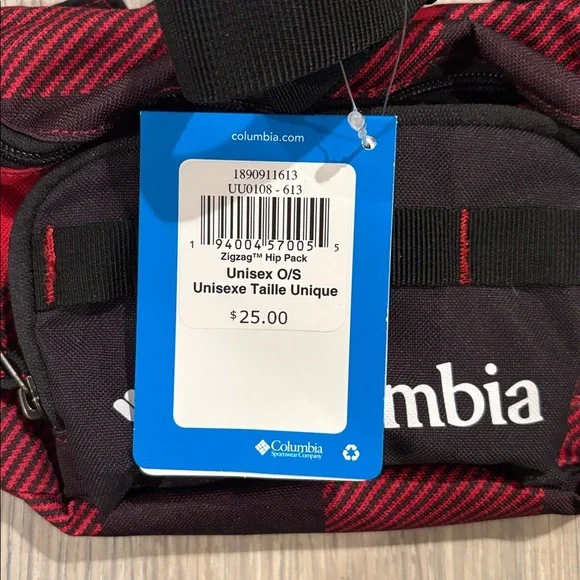 columbia.com
1890911613
UU0108 - 613
1 94004 57005 5
Zigzag™ Hip Pack
Unisex O/S
Unisexe Taille Unique
$25.00
mbia
Columbia
Sportswear Company